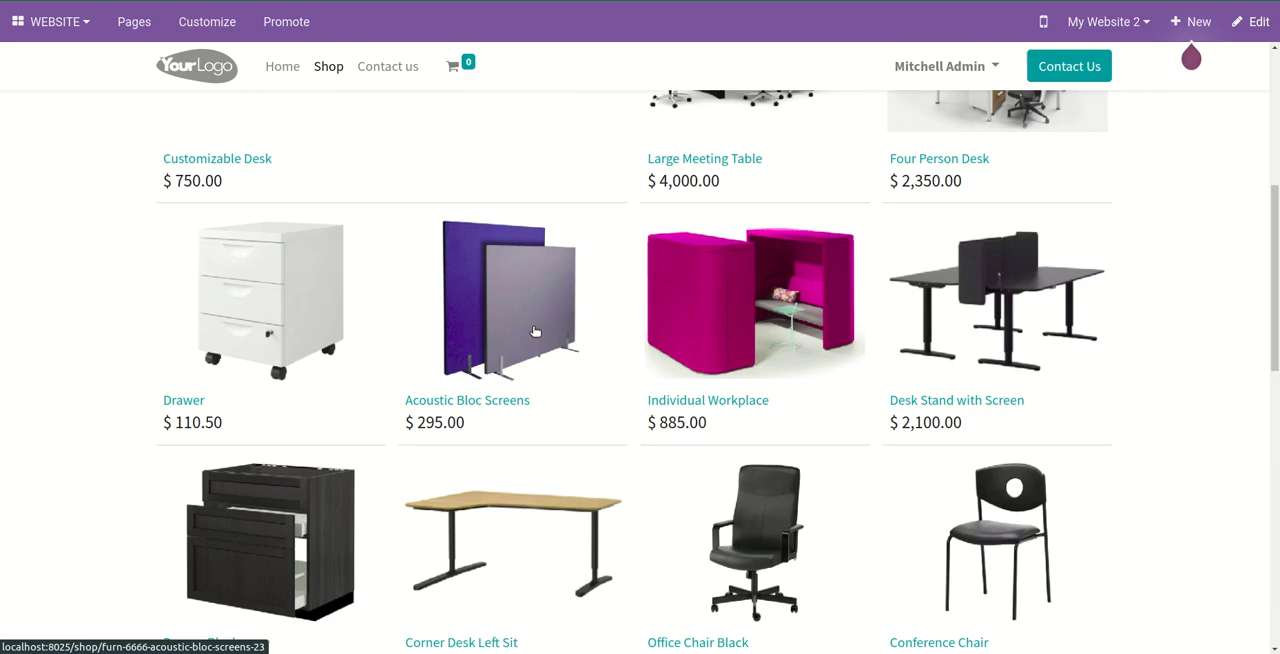 WEBSITE Pages Customize Promote My Website 2 + New Edit
YourLogo Home Shop Contact us 0 Mitchell Admin Contact Us
Customizable Desk Large Meeting Table Four Person Desk
$ 750.00 $ 4,000.00 $ 2,350.00
Drawer Acoustic Bloc Screens Individual Workplace Desk Stand with Screen
$ 110.50 $ 295.00 $ 885.00 $ 2,100.00
Corner Desk Left Sit Office Chair Black Conference Chair
localhost:8025/shop/furn-6666-acoustic-bloc-screens-23